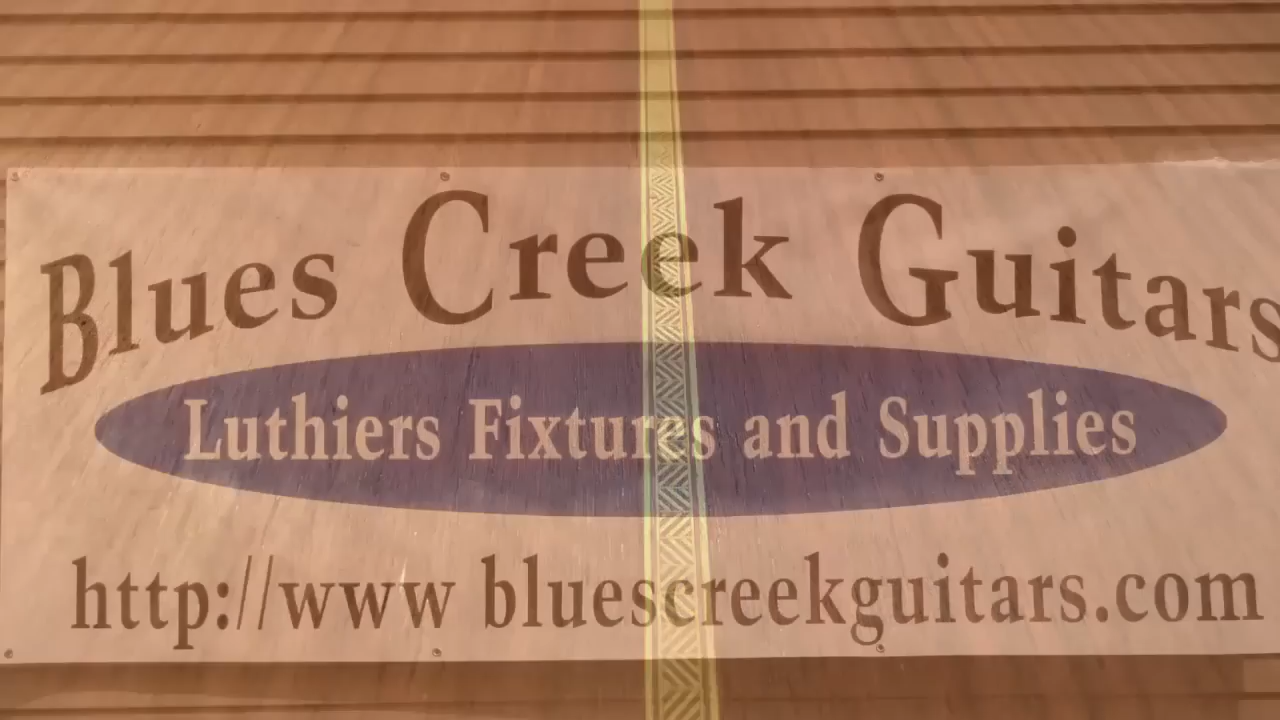 Blues Creek Guitars
Luthiers Fixtures and Supplies
http://www bluescreekguitars.com